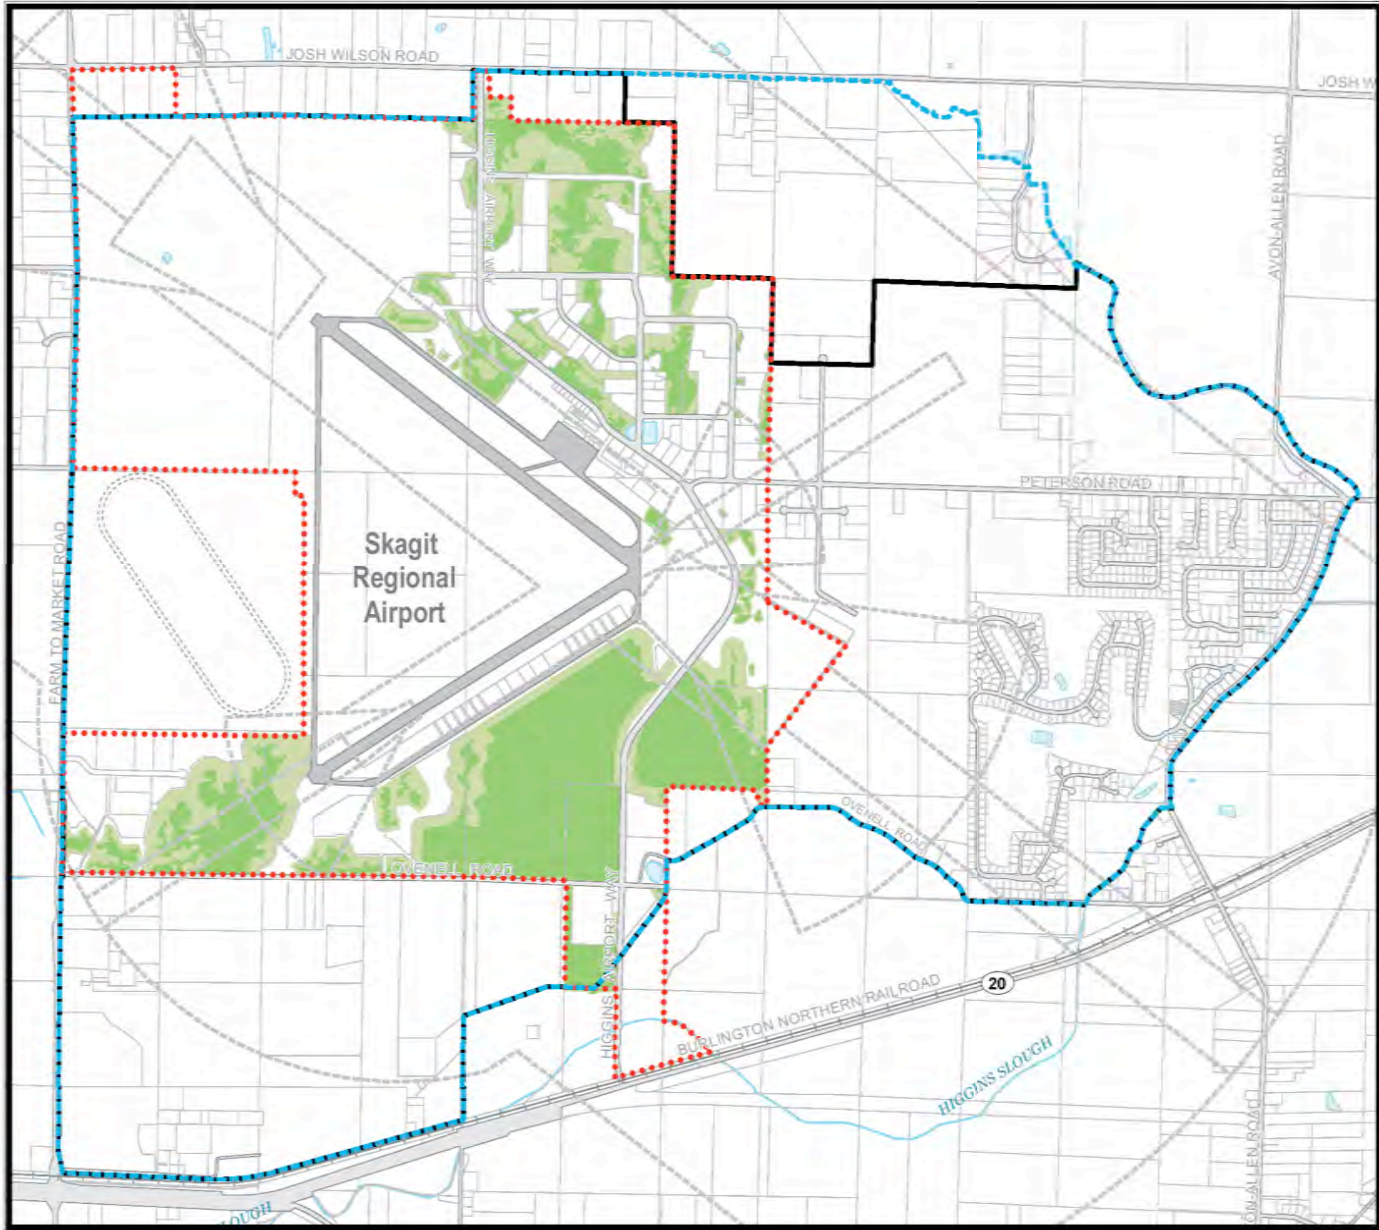 JOSH WILSON ROAD
JOSH W
HIGGINS AIRPORT WAY
AVON-ALLEN ROAD
PETERSON ROAD
Skagit
Regional
Airport
FARM TO MARKET ROAD
OVENELL ROAD
OVENELL ROAD
HIGGINS AIRPORT WAY
20
BURLINGTON NORTHERN RAILROAD
HIGGINS SLOUGH
ON-ALLEN ROAD
SLOUGH